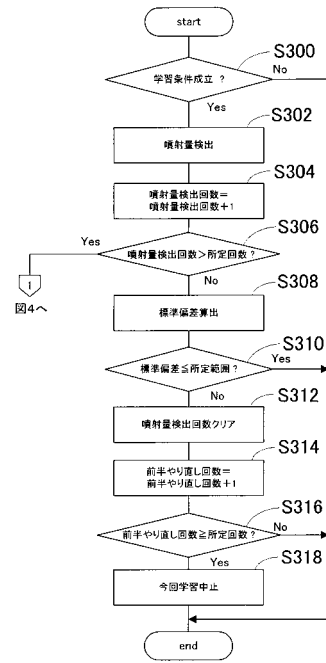 start
S300
学習条件成立 ?
No
Yes
S302
噴射量検出
S304
噴射量検出回数=
噴射量検出回数+1
S306
Yes
噴射量検出回数>所定回数 ?
1
図4へ
No
S308
標準偏差算出
S310
標準偏差≦所定範囲 ?
Yes
No
S312
噴射量検出回数クリア
S314
前半やり直し回数=
前半やり直し回数+1
S316
前半やり直し回数≧所定回数 ?
No
Yes
S318
今回学習中止
end